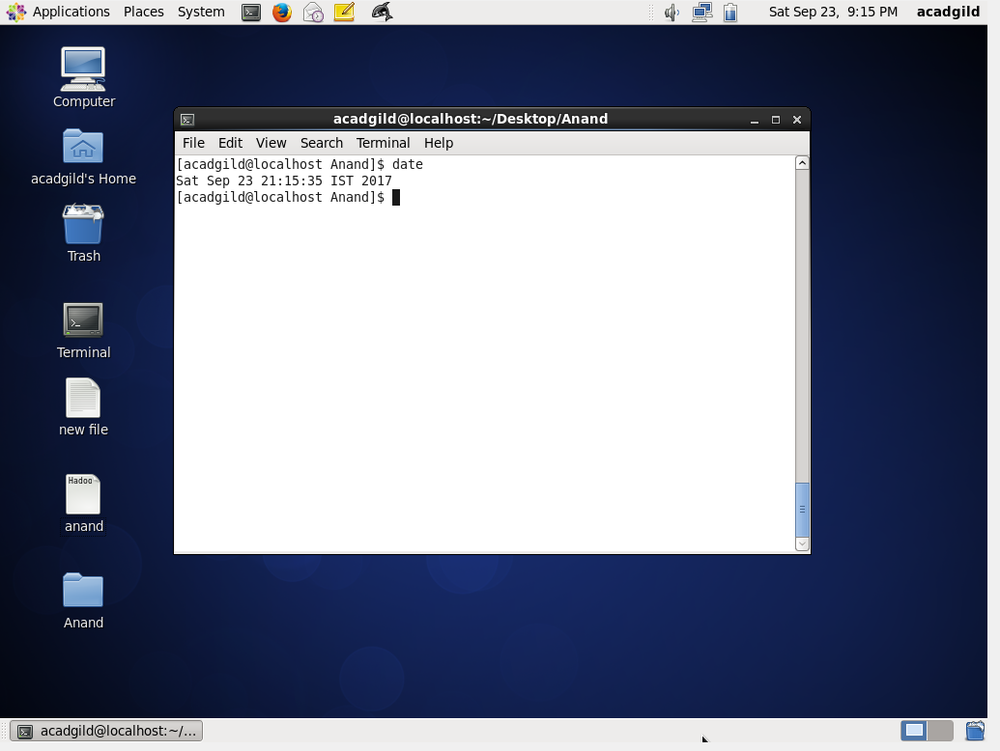 Applications Places System Sat Sep 23, 9:15 PM acadgild
Computer
acadgild's Home
Trash
Terminal
new file
Hadoo
anand
Anand
acadgild@localhost:~/Desktop/Anand
File Edit View Search Terminal Help
[acadgild@localhost Anand]$ date
Sat Sep 23 21:15:35 IST 2017
[acadgild@localhost Anand]$
acadgild@localhost:~/...